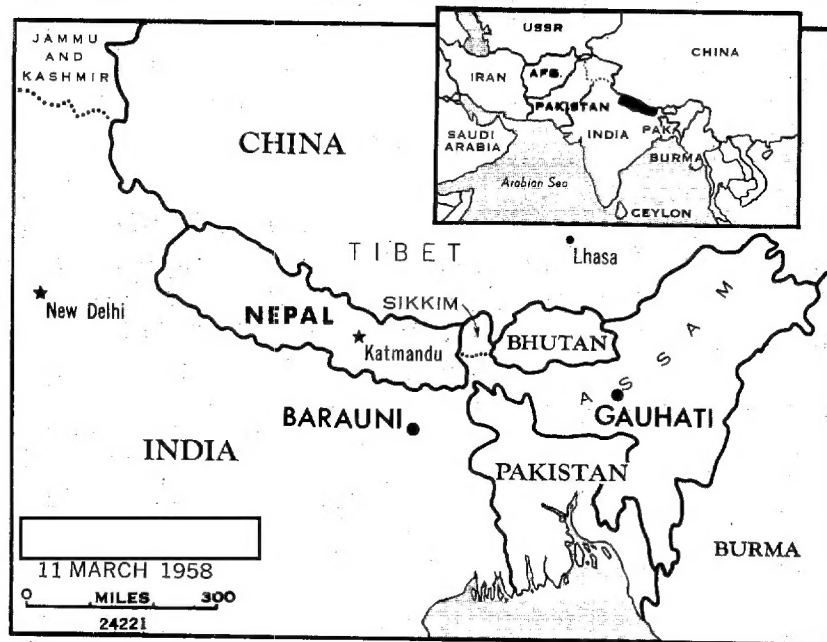 JAMMU
AND
KASHMIR
CHINA
TIBET
Lhasa
New Delhi
NEPAL
Katmandu
SIKKIM
BHUTAN
ASSAM
BARAUNI
GAUHATI
INDIA
PAKISTAN
BURMA
11 MARCH 1958
0 MILES 300
24221
USSR
CHINA
IRAN
AFG.
PAKISTAN
SAUDI
ARABIA
INDIA
PAK.
BURMA
Arabian Sea
CEYLON